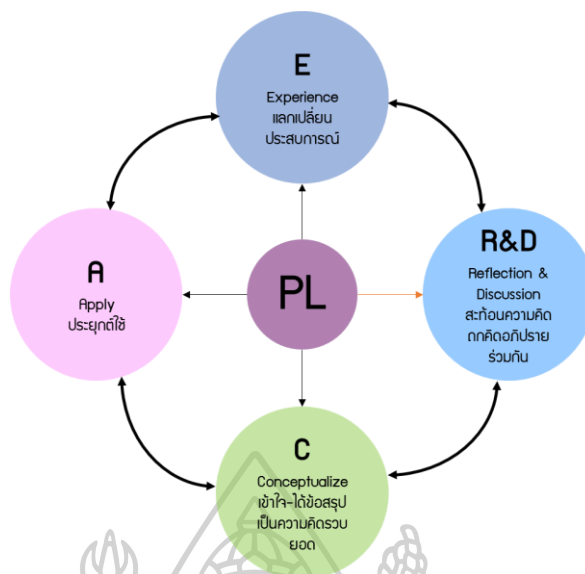 E
Experience
แลกเปลี่ยน
ประสบการณ์
A
Apply
ประยุกต์ใช้
PL
R&D
Reflection &
Discussion
สะท้อนความคิด
ถกคิดอภิปราย
ร่วมกัน
C
Conceptualize
เข้าใจ-ได้ข้อสรุป
เป็นความคิดรวบ
ยอด